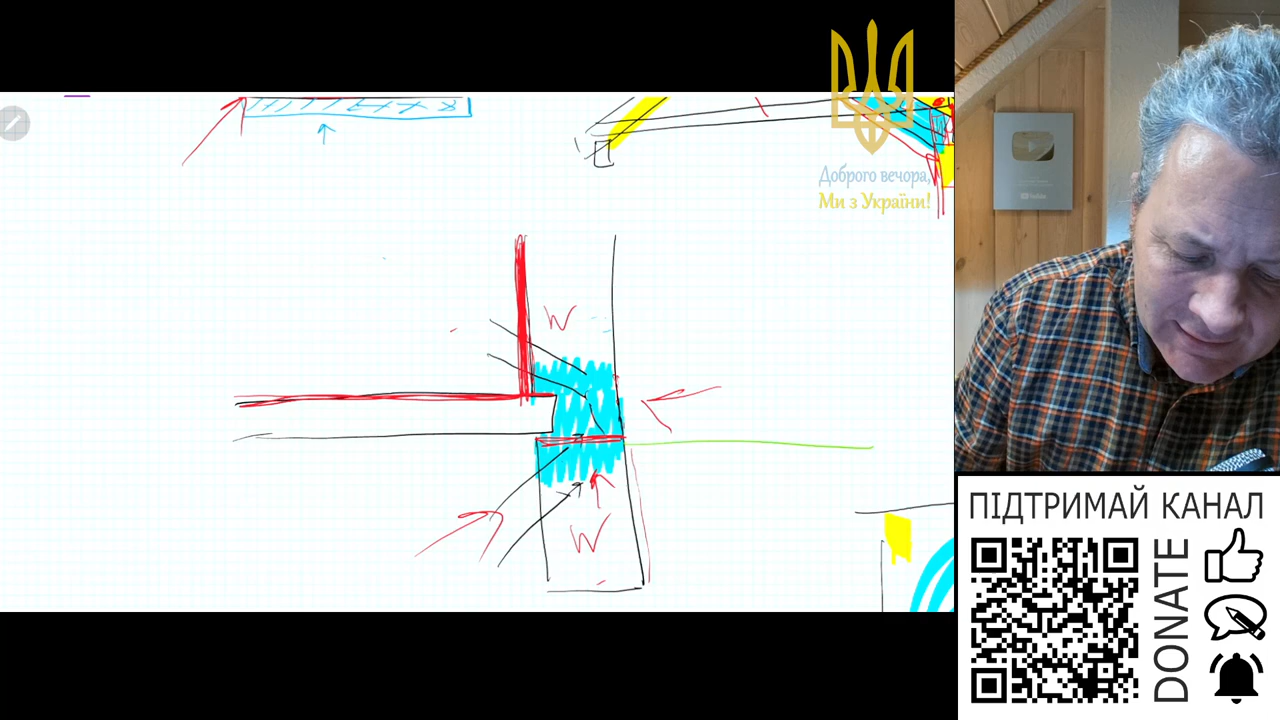 Доброго вечора,
Ми з України!
W
W
ПІДТРИМАЙ КАНАЛ
DONATE